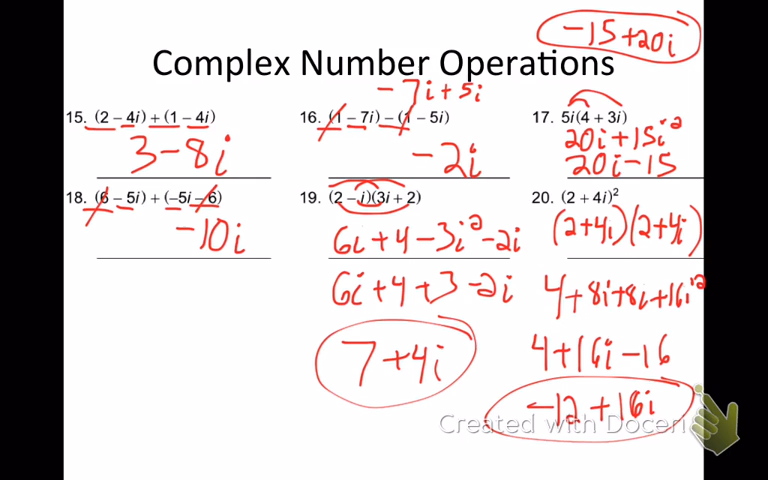 -15+20i
Complex Number Operations
-7i+5i
15. (2 – 4i) + (1 – 4i)
3-8i
16. (1 – 7i) – (1 – 5i)
-2i
17. 5i(4 + 3i)
20i+15i²
20i-15
18. (6 – 5i) + (–5i – 6)
-10i
19. (2 – i)(3i + 2)
6i+4-3i²-2i
6i+4+3-2i
7+4i
20. (2 + 4i)²
(2+4i)(2+4i)
4+8i+8i+16i²
4+16i-16
-12+16i
Created with Doceri